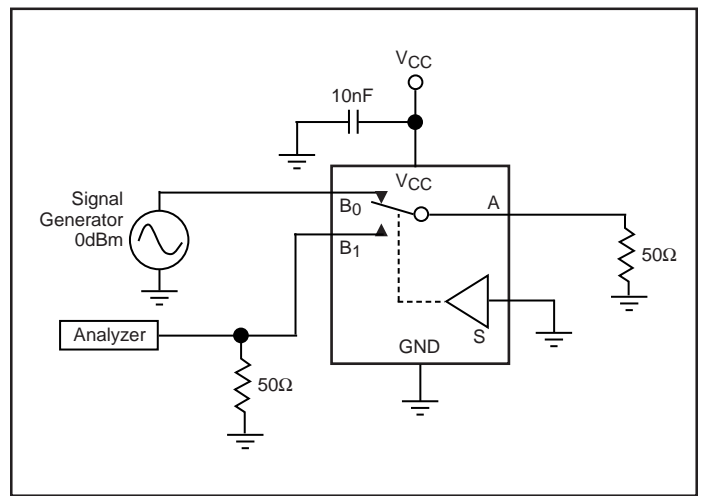 VCC
10nF
Signal
Generator
0dBm
VCC
B0
A
B1
50Ω
Analyzer
S
GND
50Ω